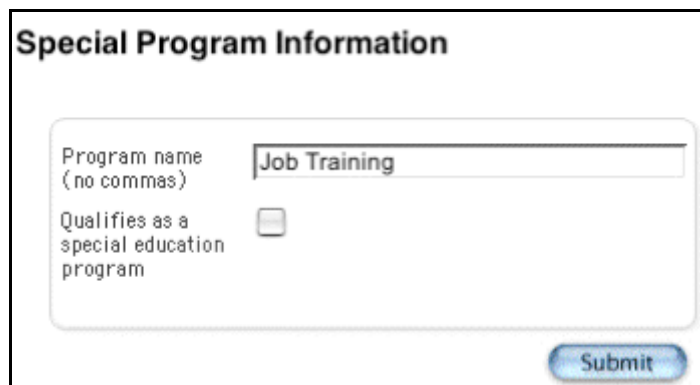 Special Program Information
Program name
(no commas)
Job Training
Qualifies as a
special education
program
Submit